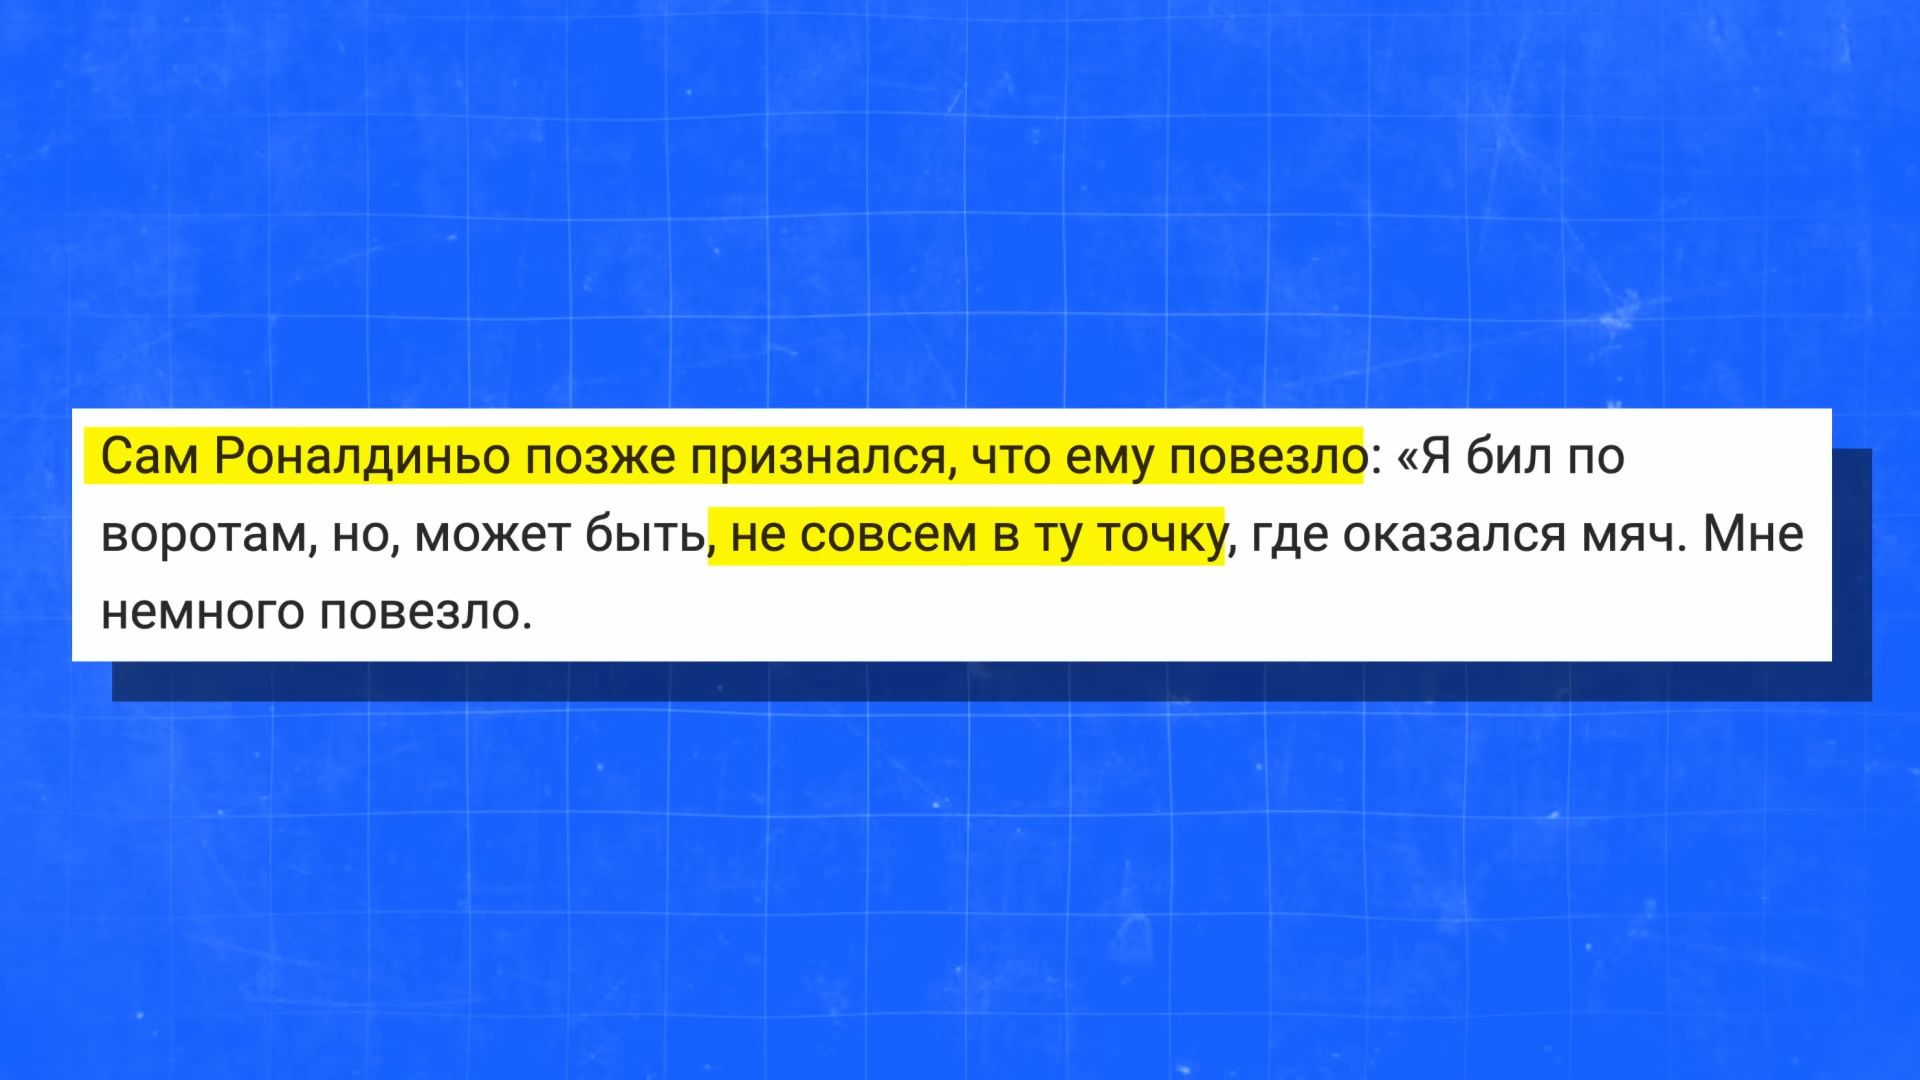 Сам Роналдиньо позже признался, что ему повезло: «Я бил по
воротам, но, может быть, не совсем в ту точку, где оказался мяч. Мне
немного повезло.